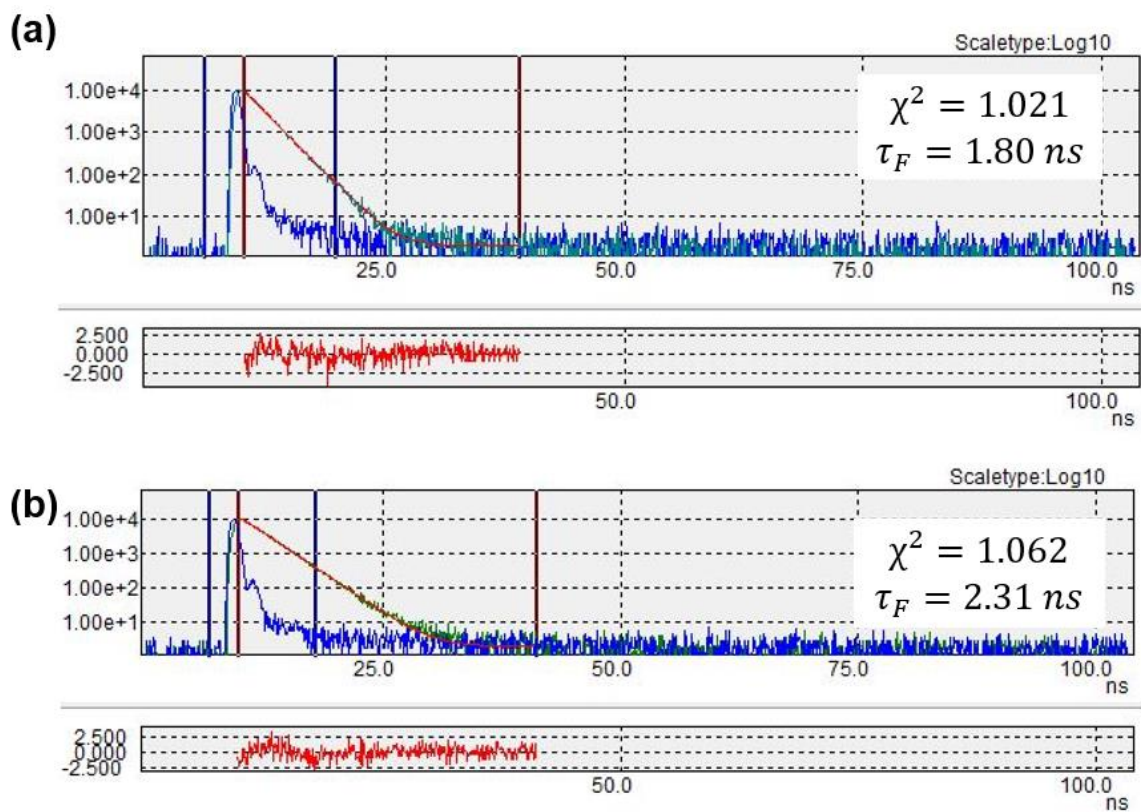 (a)
Scaletype:Log10
1.00e+4
1.00e+3
1.00e+2
1.00e+1
χ² = 1.021
τ_F = 1.80 ns
25.0 50.0 75.0 100.0
ns
2.500
0.000
-2.500
50.0 100.0
ns
(b)
Scaletype:Log10
1.00e+4
1.00e+3
1.00e+2
1.00e+1
χ² = 1.062
τ_F = 2.31 ns
25.0 50.0 75.0 100.0
ns
2.500
0.000
-2.500
50.0 100.0
ns